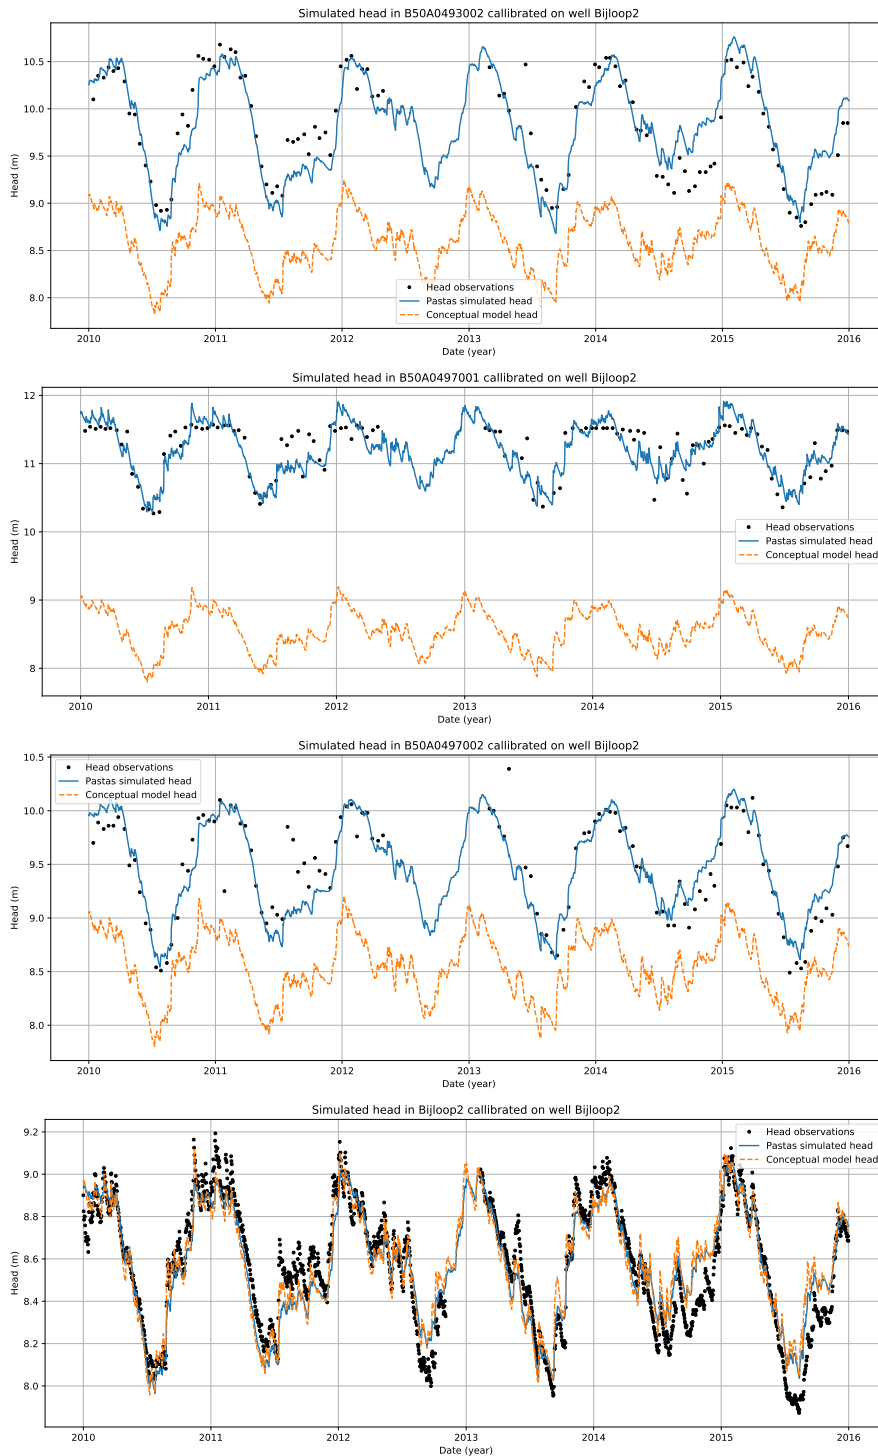 Simulated head in B50A0493002 callibrated on well Bijloop2
10.5
10.0
9.5
9.0
8.5
8.0
Head (m)
Head observations
Pastas simulated head
Conceptual model head
2010 2011 2012 2013 2014 2015 2016
Date (year)
Simulated head in B50A0497001 callibrated on well Bijloop2
12
11
10
9
8
Head (m)
Head observations
Pastas simulated head
Conceptual model head
2010 2011 2012 2013 2014 2015 2016
Date (year)
Simulated head in B50A0497002 callibrated on well Bijloop2
10.5
10.0
9.5
9.0
8.5
8.0
Head (m)
Head observations
Pastas simulated head
Conceptual model head
2010 2011 2012 2013 2014 2015 2016
Date (year)
Simulated head in Bijloop2 callibrated on well Bijloop2
9.2
9.0
8.8
8.6
8.4
8.2
8.0
Head (m)
Head observations
Pastas simulated head
Conceptual model head
2010 2011 2012 2013 2014 2015 2016
Date (year)